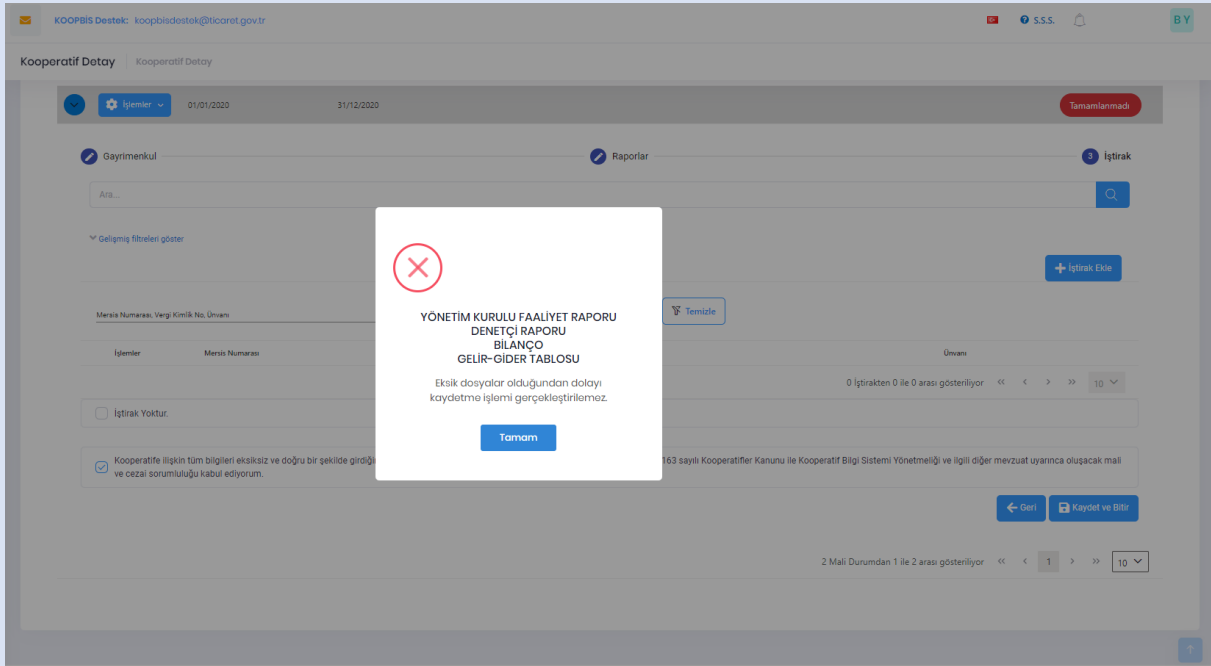 KOOPBİS Destek: koopbisdestek@ticaret.gov.tr
S.S.S.
B Y
Kooperatif Detay Kooperatif Detay
İşlemler 01/01/2020 31/12/2020 Tamamlanmadı
Gayrimenkul Raporlar 3 İştirak
Ara...
Gelişmiş filtreleri göster
İştirak Ekle
Mersis Numarası, Vergi Kimlik No, Ünvanı
Temizle
İşlemler Mersis Numarası Ünvanı
0 İştirakten 0 ile 0 arası gösteriliyor 10
İştirak Yoktur.
YÖNETİM KURULU FAALİYET RAPORU
DENETÇİ RAPORU
BİLANÇO
GELİR-GİDER TABLOSU
Eksik dosyalar olduğundan dolayı
kaydetme işlemi gerçekleştirilemez.
Tamam
Kooperatife ilişkin tüm bilgileri eksiksiz ve doğru bir şekilde girdiği 163 sayılı Kooperatifler Kanunu ile Kooperatif Bilgi Sistemi Yönetmeliği ve ilgili diğer mevzuat uyarınca oluşacak mali
ve cezai sorumluluğu kabul ediyorum.
Geri Kaydet ve Bitir
2 Mali Durumdan 1 ile 2 arası gösteriliyor 1 10